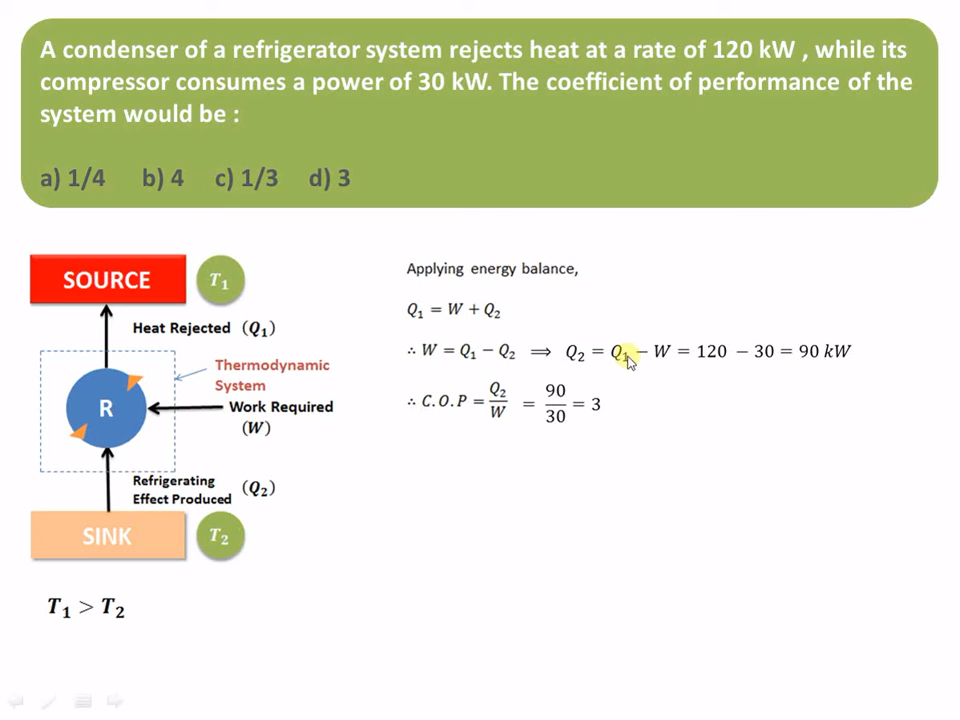 A condenser of a refrigerator system rejects heat at a rate of 120 kW , while its
compressor consumes a power of 30 kW. The coefficient of performance of the
system would be :
a) 1/4 b) 4 c) 1/3 d) 3
SOURCE
T₁
Heat Rejected (Q₁)
Thermodynamic
System
R
Work Required
(W)
Refrigerating
Effect Produced (Q₂)
SINK
T₂
T₁ > T₂
Applying energy balance,
Q₁ = W + Q₂
∴ W = Q₁ − Q₂ ⟹ Q₂ = Q₁ − W = 120 − 30 = 90 kW
∴ C.O.P = Q₂/W = 90/30 = 3